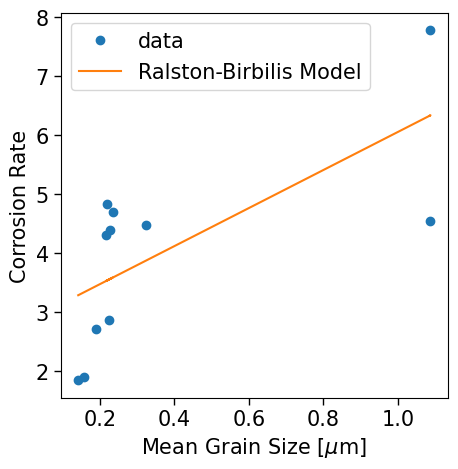 8
7
6
5
4
3
2
Corrosion Rate
data
Ralston-Birbilis Model
0.2 0.4 0.6 0.8 1.0
Mean Grain Size [μm]